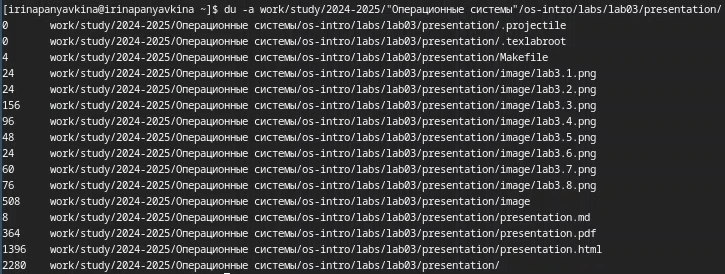 [irinapanyavkina@irinapanyavkina ~]$ du -a work/study/2024-2025/"Операционные системы"/os-intro/labs/lab03/presentation/
0 work/study/2024-2025/Операционные системы/os-intro/labs/lab03/presentation/.projectile
0 work/study/2024-2025/Операционные системы/os-intro/labs/lab03/presentation/.texlabroot
4 work/study/2024-2025/Операционные системы/os-intro/labs/lab03/presentation/Makefile
24 work/study/2024-2025/Операционные системы/os-intro/labs/lab03/presentation/image/lab3.1.png
24 work/study/2024-2025/Операционные системы/os-intro/labs/lab03/presentation/image/lab3.2.png
156 work/study/2024-2025/Операционные системы/os-intro/labs/lab03/presentation/image/lab3.3.png
96 work/study/2024-2025/Операционные системы/os-intro/labs/lab03/presentation/image/lab3.4.png
48 work/study/2024-2025/Операционные системы/os-intro/labs/lab03/presentation/image/lab3.5.png
24 work/study/2024-2025/Операционные системы/os-intro/labs/lab03/presentation/image/lab3.6.png
60 work/study/2024-2025/Операционные системы/os-intro/labs/lab03/presentation/image/lab3.7.png
76 work/study/2024-2025/Операционные системы/os-intro/labs/lab03/presentation/image/lab3.8.png
508 work/study/2024-2025/Операционные системы/os-intro/labs/lab03/presentation/image
8 work/study/2024-2025/Операционные системы/os-intro/labs/lab03/presentation/presentation.md
364 work/study/2024-2025/Операционные системы/os-intro/labs/lab03/presentation/presentation.pdf
1396 work/study/2024-2025/Операционные системы/os-intro/labs/lab03/presentation/presentation.html
2280 work/study/2024-2025/Операционные системы/os-intro/labs/lab03/presentation/